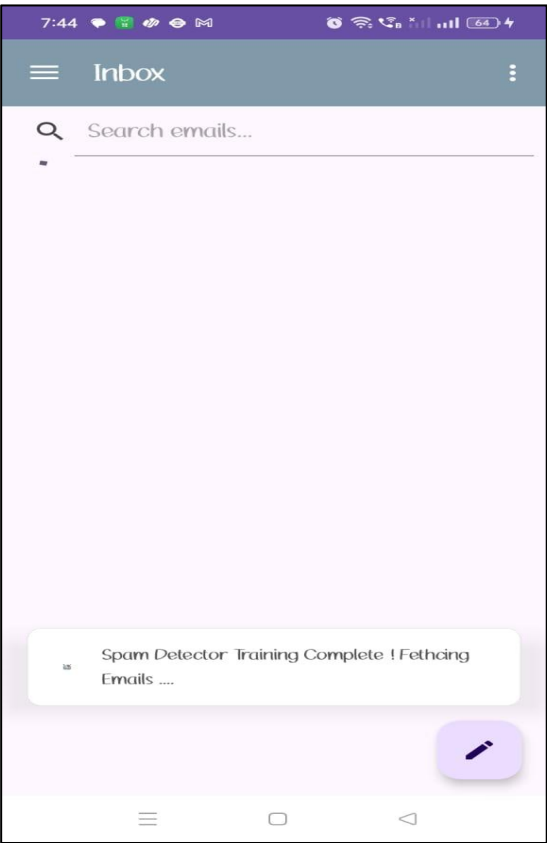 7:44 64
Inbox
Search emails...
Spam Detector Training Complete ! Fethcing
Emails ....